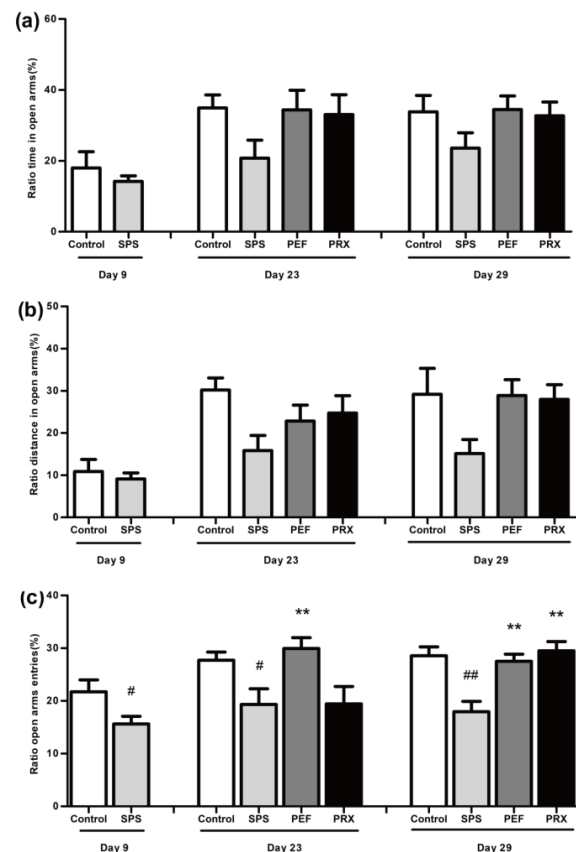 (a)
Ratio time in open arms(%)
60
40
20
0
Control SPS Control SPS PEF PRX Control SPS PEF PRX
Day 9 Day 23 Day 29
(b)
Ratio distance in open arms(%)
50
40
30
20
10
0
Control SPS Control SPS PEF PRX Control SPS PEF PRX
Day 9 Day 23 Day 29
(c)
Ratio open arms entries(%)
40
30
20
10
0
# # ** ## ** **
Control SPS Control SPS PEF PRX Control SPS PEF PRX
Day 9 Day 23 Day 29